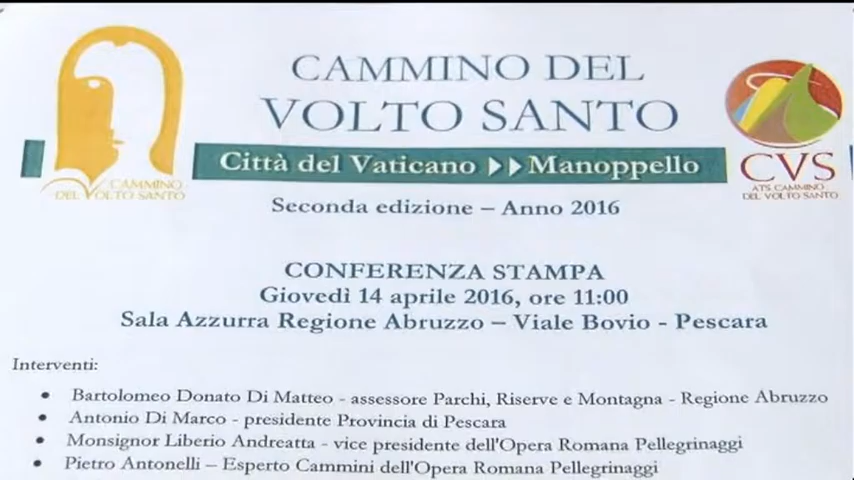 CAMMINO DEL
VOLTO SANTO
Città del Vaticano Manoppello
CAMMINO
DEL VOLTO SANTO
CVS
ATS. CAMMINO
DEL VOLTO SANTO
Seconda edizione – Anno 2016
CONFERENZA STAMPA
Giovedì 14 aprile 2016, ore 11:00
Sala Azzurra Regione Abruzzo – Viale Bovio - Pescara
Interventi:
• Bartolomeo Donato Di Matteo - assessore Parchi, Riserve e Montagna - Regione Abruzzo
• Antonio Di Marco - presidente Provincia di Pescara
• Monsignor Liberio Andreatta - vice presidente dell'Opera Romana Pellegrinaggi
• Pietro Antonelli – Esperto Cammini dell'Opera Romana Pellegrinaggi